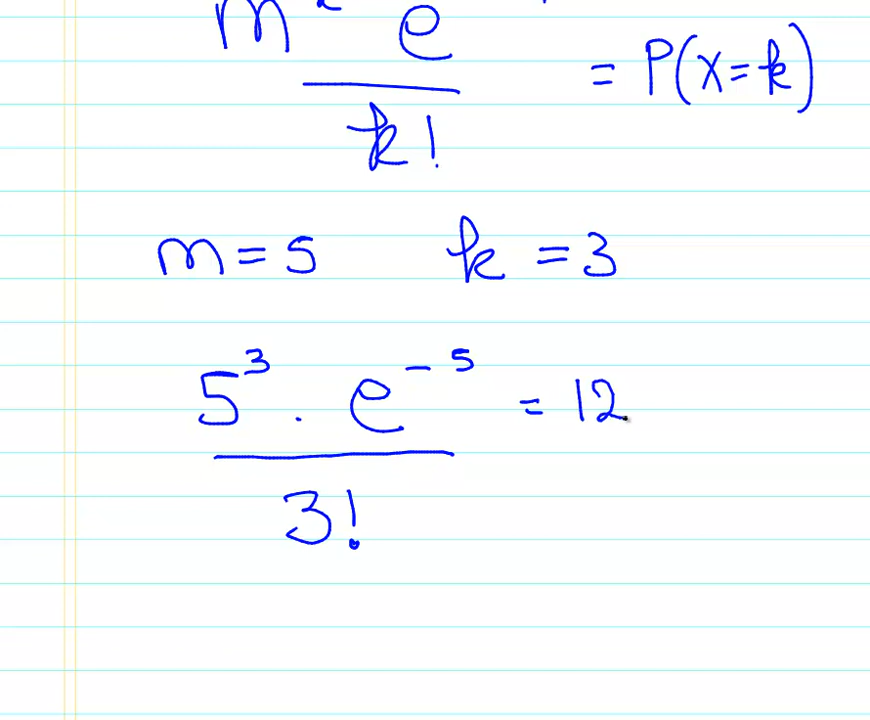 m e
k! = P(x=k)
m = 5 k = 3
5³ · e⁻⁵ = 12
3!